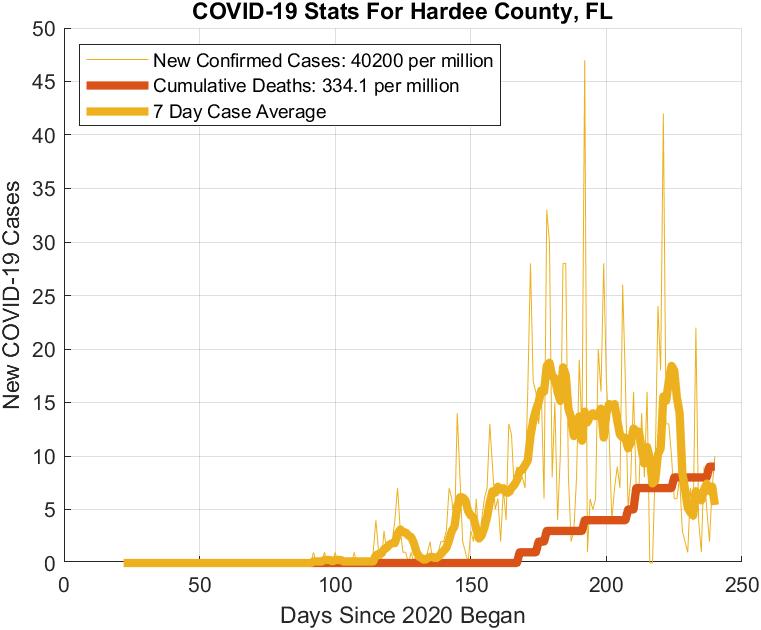 COVID-19 Stats For Hardee County, FL
New Confirmed Cases: 40200 per million
Cumulative Deaths: 334.1 per million
7 Day Case Average
50
45
40
35
30
25
20
15
10
5
0
New COVID-19 Cases
0 50 100 150 200 250
Days Since 2020 Began